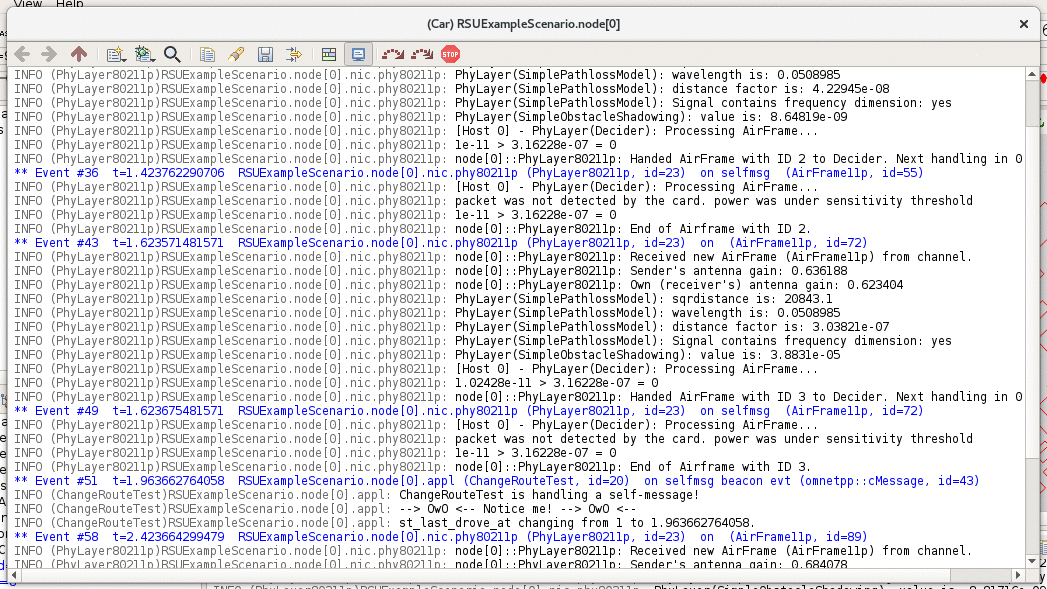 View Help
(Car) RSUExampleScenario.node[0]
STOP
INFO (PhyLayer80211p)RSUExampleScenario.node[0].nic.phy80211p: PhyLayer(SimplePathlossModel): wavelength is: 0.0508985
INFO (PhyLayer80211p)RSUExampleScenario.node[0].nic.phy80211p: PhyLayer(SimplePathlossModel): distance factor is: 4.22945e-08
INFO (PhyLayer80211p)RSUExampleScenario.node[0].nic.phy80211p: PhyLayer(SimplePathlossModel): Signal contains frequency dimension: yes
INFO (PhyLayer80211p)RSUExampleScenario.node[0].nic.phy80211p: PhyLayer(SimpleObstacleShadowing): value is: 8.64819e-09
INFO (PhyLayer80211p)RSUExampleScenario.node[0].nic.phy80211p: [Host 0] - PhyLayer(Decider): Processing AirFrame...
INFO (PhyLayer80211p)RSUExampleScenario.node[0].nic.phy80211p: 1e-11 > 3.16228e-07 = 0
INFO (PhyLayer80211p)RSUExampleScenario.node[0].nic.phy80211p: node[0]::PhyLayer80211p: Handed AirFrame with ID 2 to Decider. Next handling in 0
** Event #36 t=1.423762290706 RSUExampleScenario.node[0].nic.phy80211p (PhyLayer80211p, id=23) on selfmsg (AirFrame11p, id=55)
INFO (PhyLayer80211p)RSUExampleScenario.node[0].nic.phy80211p: [Host 0] - PhyLayer(Decider): Processing AirFrame...
INFO (PhyLayer80211p)RSUExampleScenario.node[0].nic.phy80211p: packet was not detected by the card. power was under sensitivity threshold
INFO (PhyLayer80211p)RSUExampleScenario.node[0].nic.phy80211p: 1e-11 > 3.16228e-07 = 0
INFO (PhyLayer80211p)RSUExampleScenario.node[0].nic.phy80211p: node[0]::PhyLayer80211p: End of Airframe with ID 2.
** Event #43 t=1.623571481571 RSUExampleScenario.node[0].nic.phy80211p (PhyLayer80211p, id=23) on (AirFrame11p, id=72)
INFO (PhyLayer80211p)RSUExampleScenario.node[0].nic.phy80211p: node[0]::PhyLayer80211p: Received new AirFrame (AirFrame11p) from channel.
INFO (PhyLayer80211p)RSUExampleScenario.node[0].nic.phy80211p: node[0]::PhyLayer80211p: Sender's antenna gain: 0.636188
INFO (PhyLayer80211p)RSUExampleScenario.node[0].nic.phy80211p: node[0]::PhyLayer80211p: Own (receiver's) antenna gain: 0.623404
INFO (PhyLayer80211p)RSUExampleScenario.node[0].nic.phy80211p: PhyLayer(SimplePathlossModel): sqrdistance is: 20843.1
INFO (PhyLayer80211p)RSUExampleScenario.node[0].nic.phy80211p: PhyLayer(SimplePathlossModel): wavelength is: 0.0508985
INFO (PhyLayer80211p)RSUExampleScenario.node[0].nic.phy80211p: PhyLayer(SimplePathlossModel): distance factor is: 3.03821e-07
INFO (PhyLayer80211p)RSUExampleScenario.node[0].nic.phy80211p: PhyLayer(SimplePathlossModel): Signal contains frequency dimension: yes
INFO (PhyLayer80211p)RSUExampleScenario.node[0].nic.phy80211p: PhyLayer(SimpleObstacleShadowing): value is: 3.8831e-05
INFO (PhyLayer80211p)RSUExampleScenario.node[0].nic.phy80211p: [Host 0] - PhyLayer(Decider): Processing AirFrame...
INFO (PhyLayer80211p)RSUExampleScenario.node[0].nic.phy80211p: 1.02428e-11 > 3.16228e-07 = 0
INFO (PhyLayer80211p)RSUExampleScenario.node[0].nic.phy80211p: node[0]::PhyLayer80211p: Handed AirFrame with ID 3 to Decider. Next handling in 0
** Event #49 t=1.623675481571 RSUExampleScenario.node[0].nic.phy80211p (PhyLayer80211p, id=23) on selfmsg (AirFrame11p, id=72)
INFO (PhyLayer80211p)RSUExampleScenario.node[0].nic.phy80211p: [Host 0] - PhyLayer(Decider): Processing AirFrame...
INFO (PhyLayer80211p)RSUExampleScenario.node[0].nic.phy80211p: packet was not detected by the card. power was under sensitivity threshold
INFO (PhyLayer80211p)RSUExampleScenario.node[0].nic.phy80211p: 1e-11 > 3.16228e-07 = 0
INFO (PhyLayer80211p)RSUExampleScenario.node[0].nic.phy80211p: node[0]::PhyLayer80211p: End of Airframe with ID 3.
** Event #51 t=1.963662764058 RSUExampleScenario.node[0].appl (ChangeRouteTest, id=20) on selfmsg beacon evt (omnetpp::cMessage, id=43)
INFO (ChangeRouteTest)RSUExampleScenario.node[0].appl: ChangeRouteTest is handling a self-message!
INFO (ChangeRouteTest)RSUExampleScenario.node[0].appl: --> OwO <-- Notice me! --> OwO <--
INFO (ChangeRouteTest)RSUExampleScenario.node[0].appl: st_last_drove_at changing from 1 to 1.963662764058.
** Event #58 t=2.423664299479 RSUExampleScenario.node[0].nic.phy80211p (PhyLayer80211p, id=23) on (AirFrame11p, id=89)
INFO (PhyLayer80211p)RSUExampleScenario.node[0].nic.phy80211p: node[0]::PhyLayer80211p: Received new AirFrame (AirFrame11p) from channel.
INFO (PhyLayer80211p)RSUExampleScenario.node[0].nic.phy80211p: node[0]::PhyLayer80211p: Sender's antenna gain: 0.684078